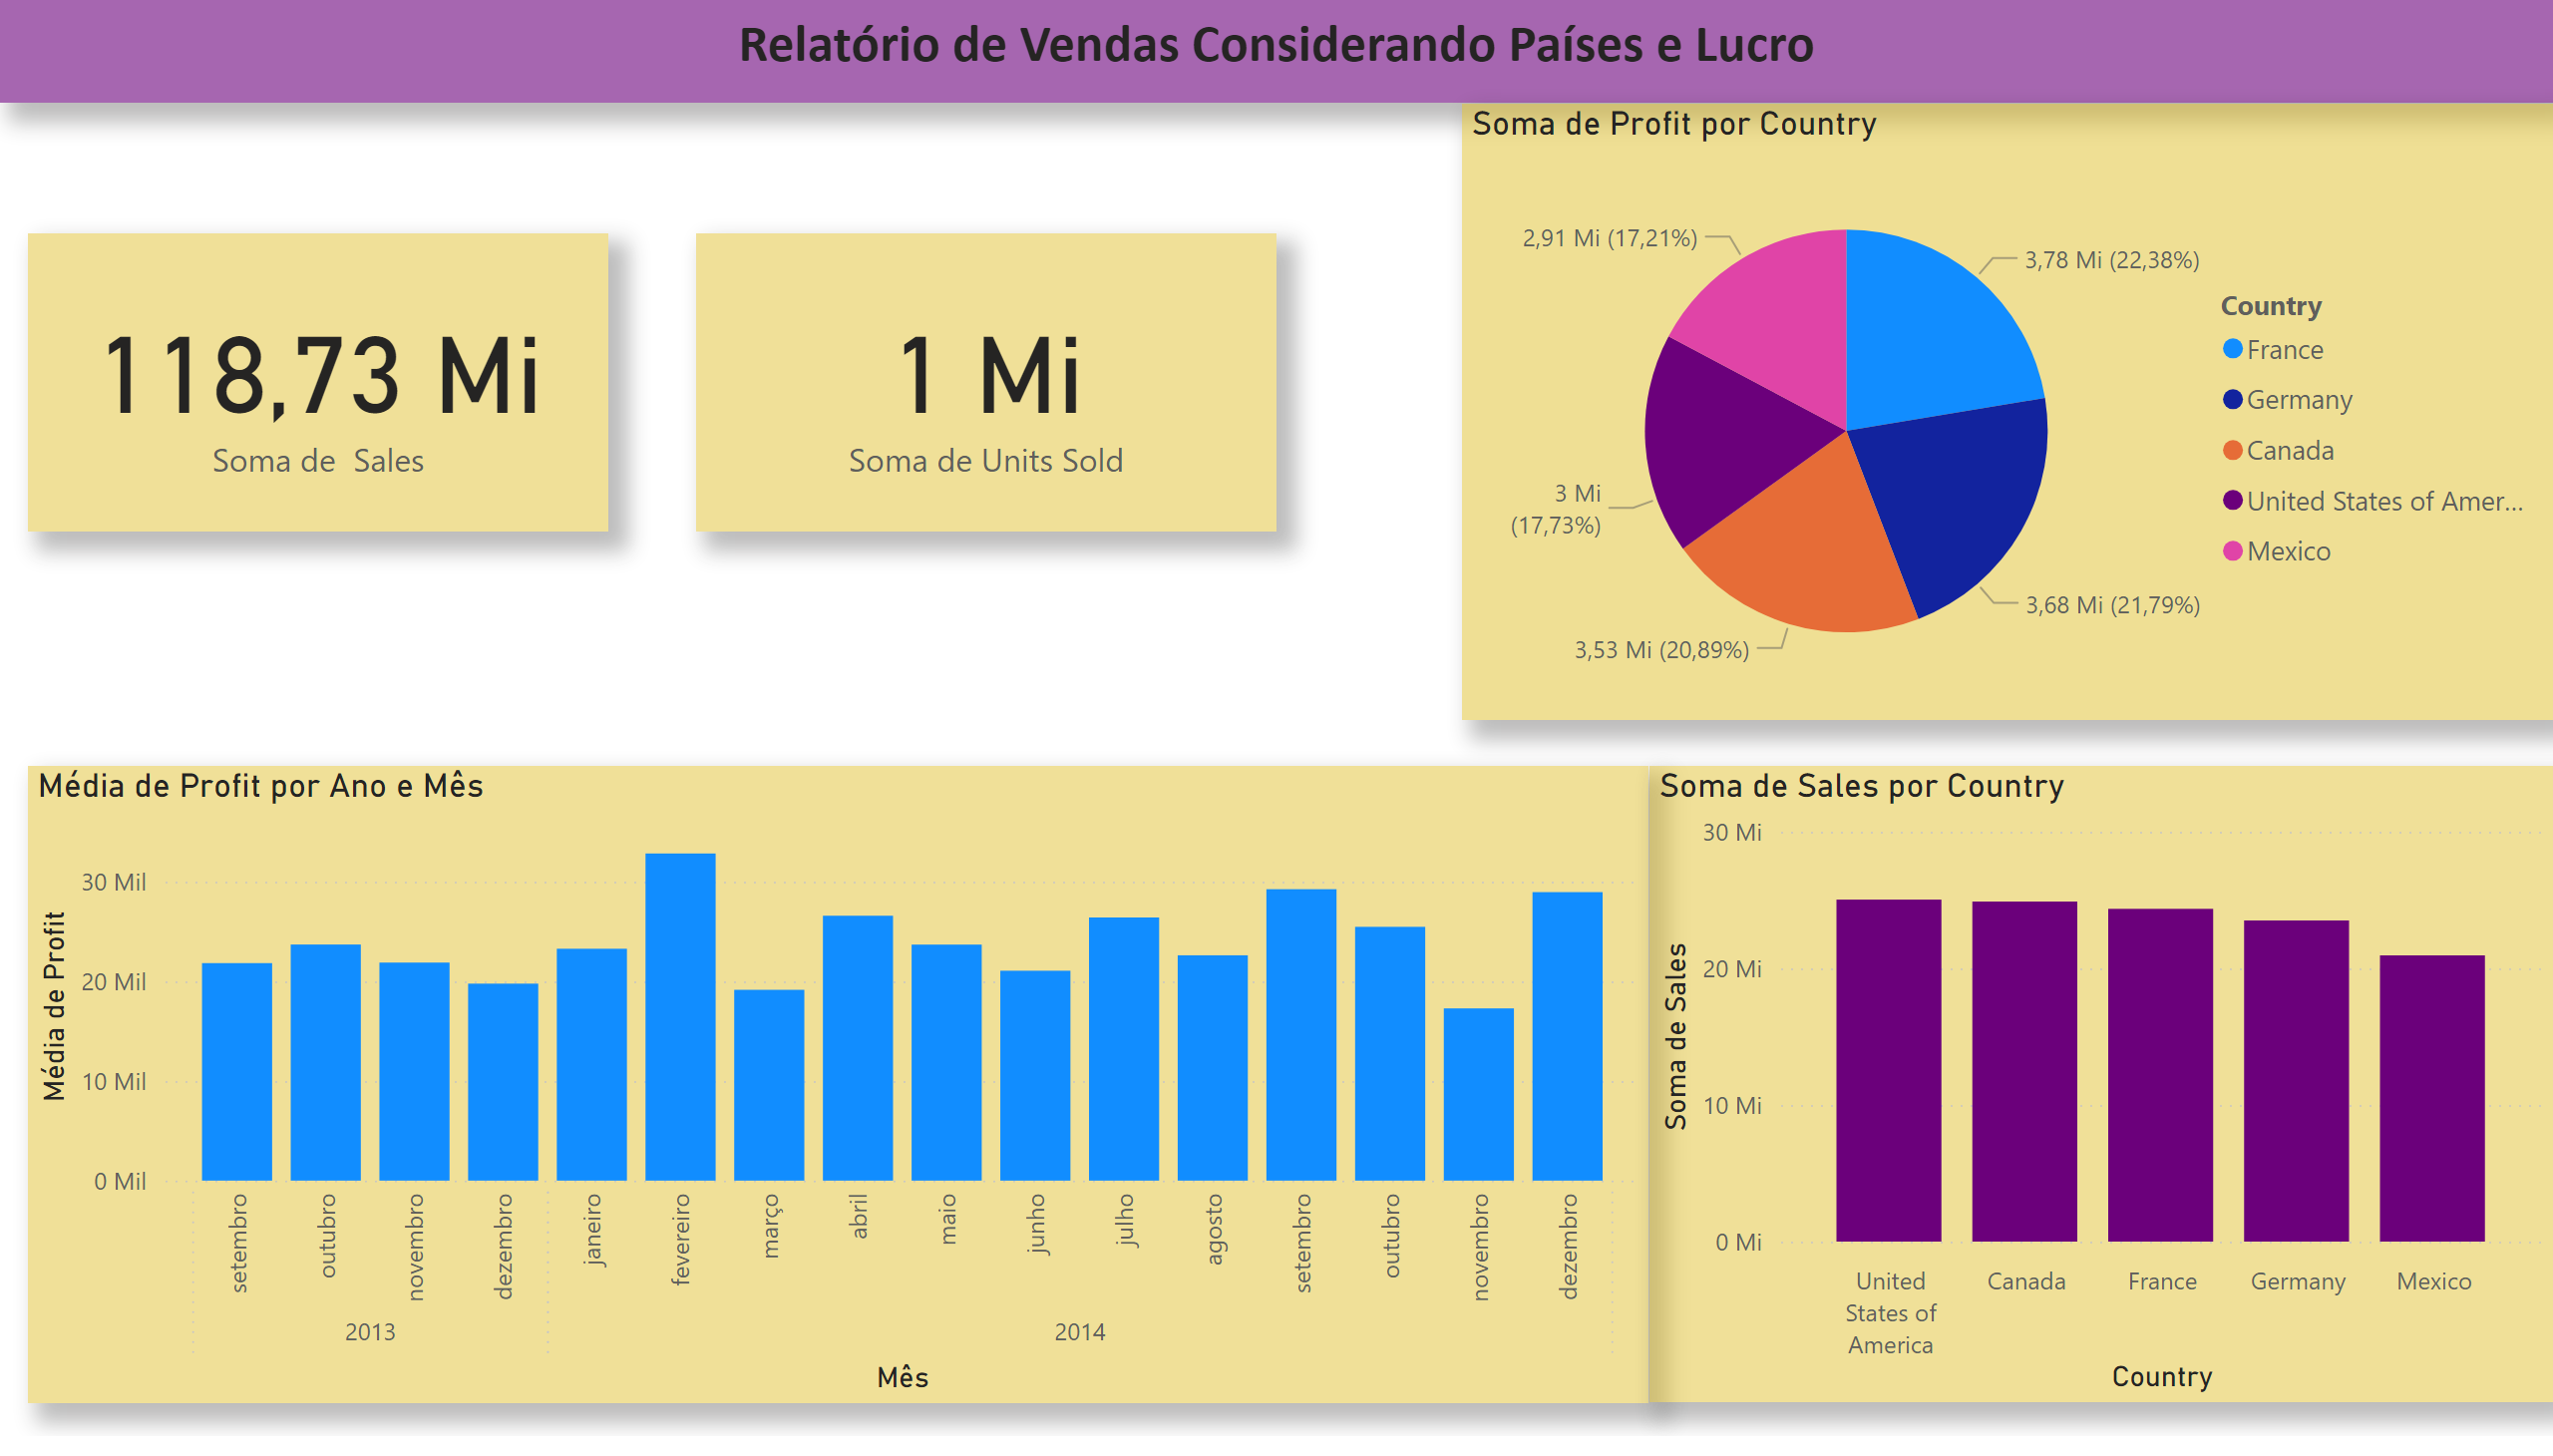 Relatório de Vendas Considerando Países e Lucro
118,73 Mi
Soma de  Sales
1 Mi
Soma de Units Sold
Soma de Profit por Country
2,91 Mi (17,21%)
3,78 Mi (22,38%)
3 Mi
(17,73%)
3,53 Mi (20,89%)
3,68 Mi (21,79%)
Country
France
Germany
Canada
United States of Amer...
Mexico
Média de Profit por Ano e Mês
Média de Profit
30 Mil
20 Mil
10 Mil
0 Mil
setembro
outubro
novembro
dezembro
janeiro
fevereiro
março
abril
maio
junho
julho
agosto
setembro
outubro
novembro
dezembro
2013
2014
Mês
Soma de Sales por Country
Soma de Sales
30 Mi
20 Mi
10 Mi
0 Mi
United
States of
America
Canada
France
Germany
Mexico
Country